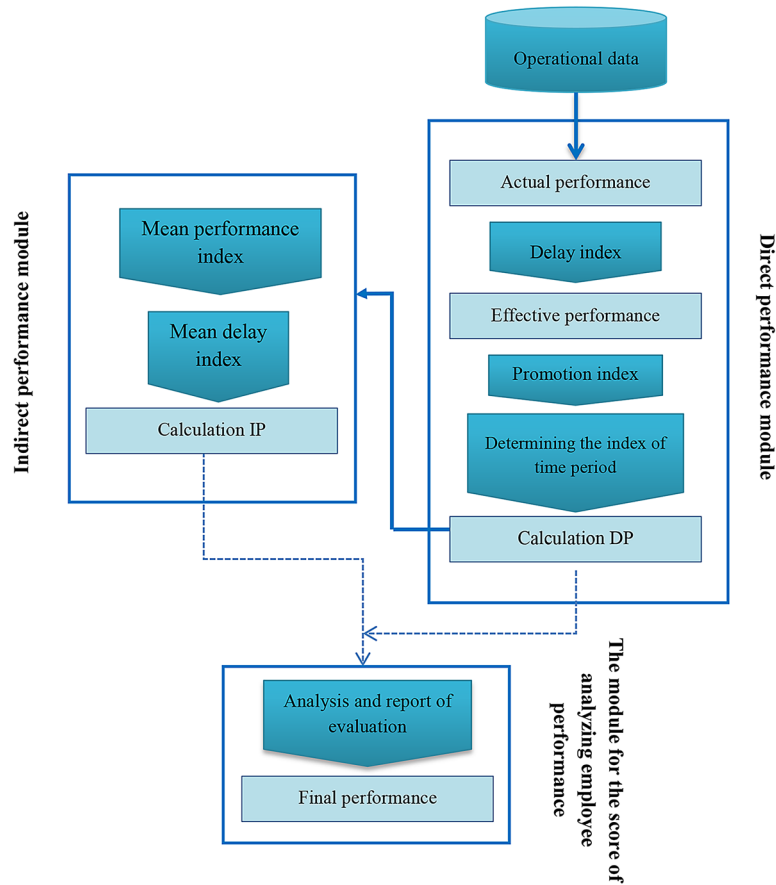 Operational data
Direct performance module
Actual performance
Delay index
Effective performance
Promotion index
Determining the index of
time period
Calculation DP
Indirect performance module
Mean performance
index
Mean delay
index
Calculation IP
The module for the score of
analyzing employee
performance
Analysis and report of
evaluation
Final performance